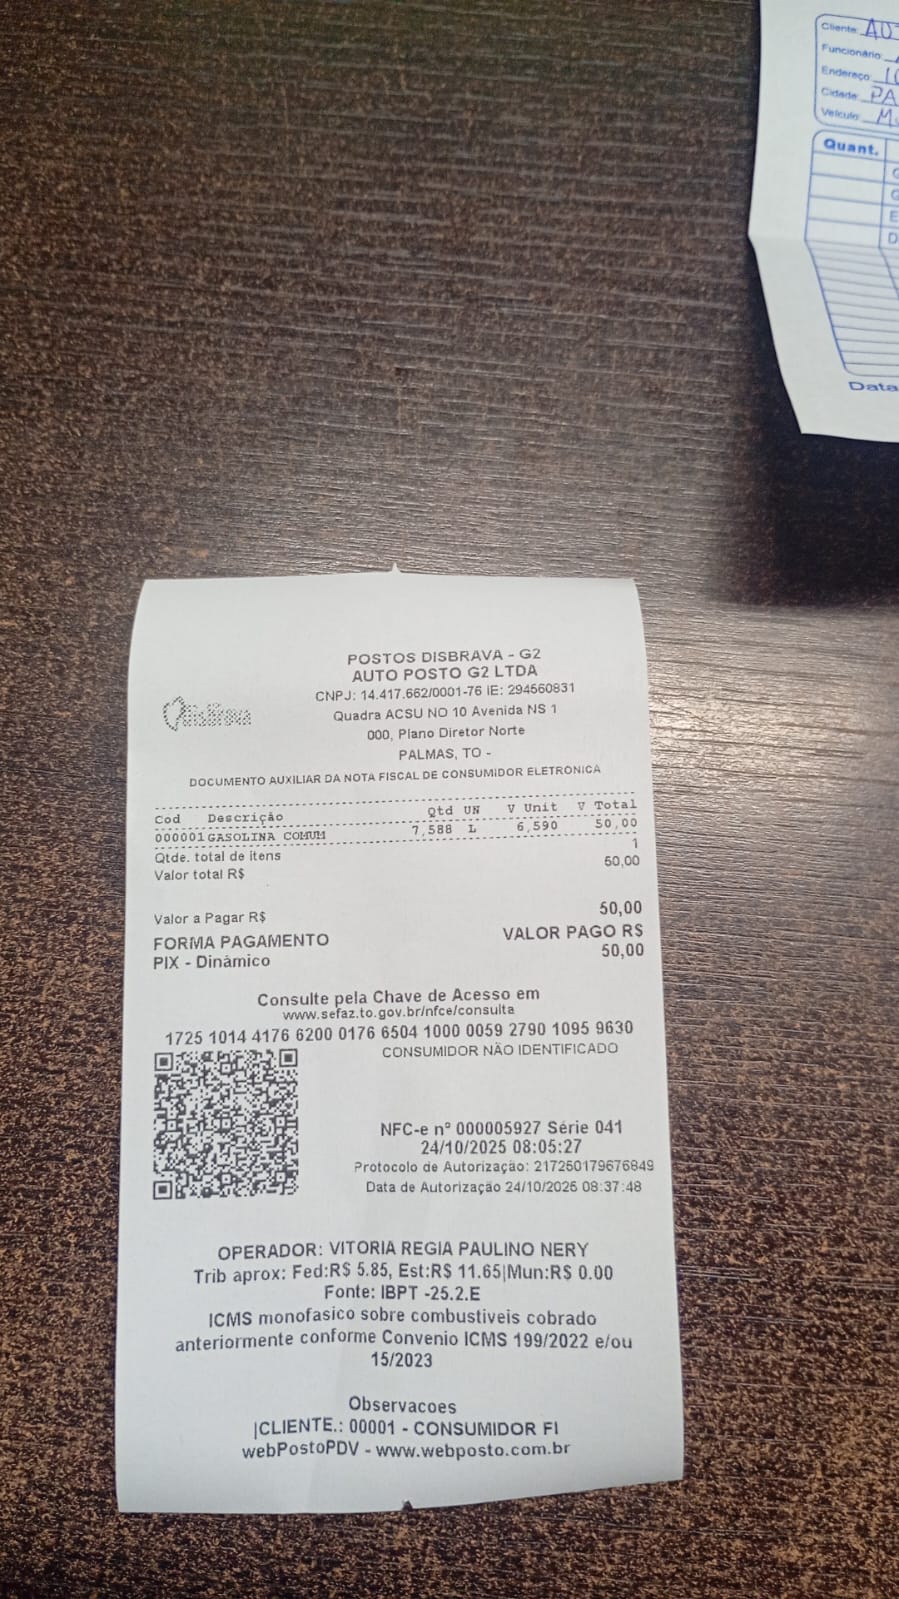 Cliente:
Funcionário:
Endereço:
Cidade: PA
Veículo:
Quant.
Data
POSTOS DISBRAVA - G2
AUTO POSTO G2 LTDA
CNPJ: 14.417.662/0001-76 IE: 294560831
Disbrava
Quadra ACSU NO 10 Avenida NS 1
000, Plano Diretor Norte
PALMAS, TO -
DOCUMENTO AUXILIAR DA NOTA FISCAL DE CONSUMIDOR ELETRONICA
Cod Descrição Qtd UN V Unit V Total
000001 GASOLINA COMUM 7,588 L 6,590 50,00
Qtde. total de itens 1
Valor total R$ 50,00
Valor a Pagar R$ 50,00
FORMA PAGAMENTO VALOR PAGO R$
PIX - Dinâmico 50,00
Consulte pela Chave de Acesso em
www.sefaz.to.gov.br/nfce/consulta
1725 1014 4176 6200 0176 6504 1000 0059 2790 1095 9630
CONSUMIDOR NÃO IDENTIFICADO
NFC-e nº 000005927 Série 041
24/10/2025 08:05:27
Protocolo de Autorização: 217250179676849
Data de Autorização 24/10/2025 08:37:48
OPERADOR: VITORIA REGIA PAULINO NERY
Trib aprox: Fed:R$ 5.85, Est:R$ 11.65|Mun:R$ 0.00
Fonte: IBPT -25.2.E
ICMS monofasico sobre combustiveis cobrado
anteriormente conforme Convenio ICMS 199/2022 e/ou
15/2023
Observacoes
|CLIENTE.: 00001 - CONSUMIDOR FI
webPostoPDV - www.webposto.com.br